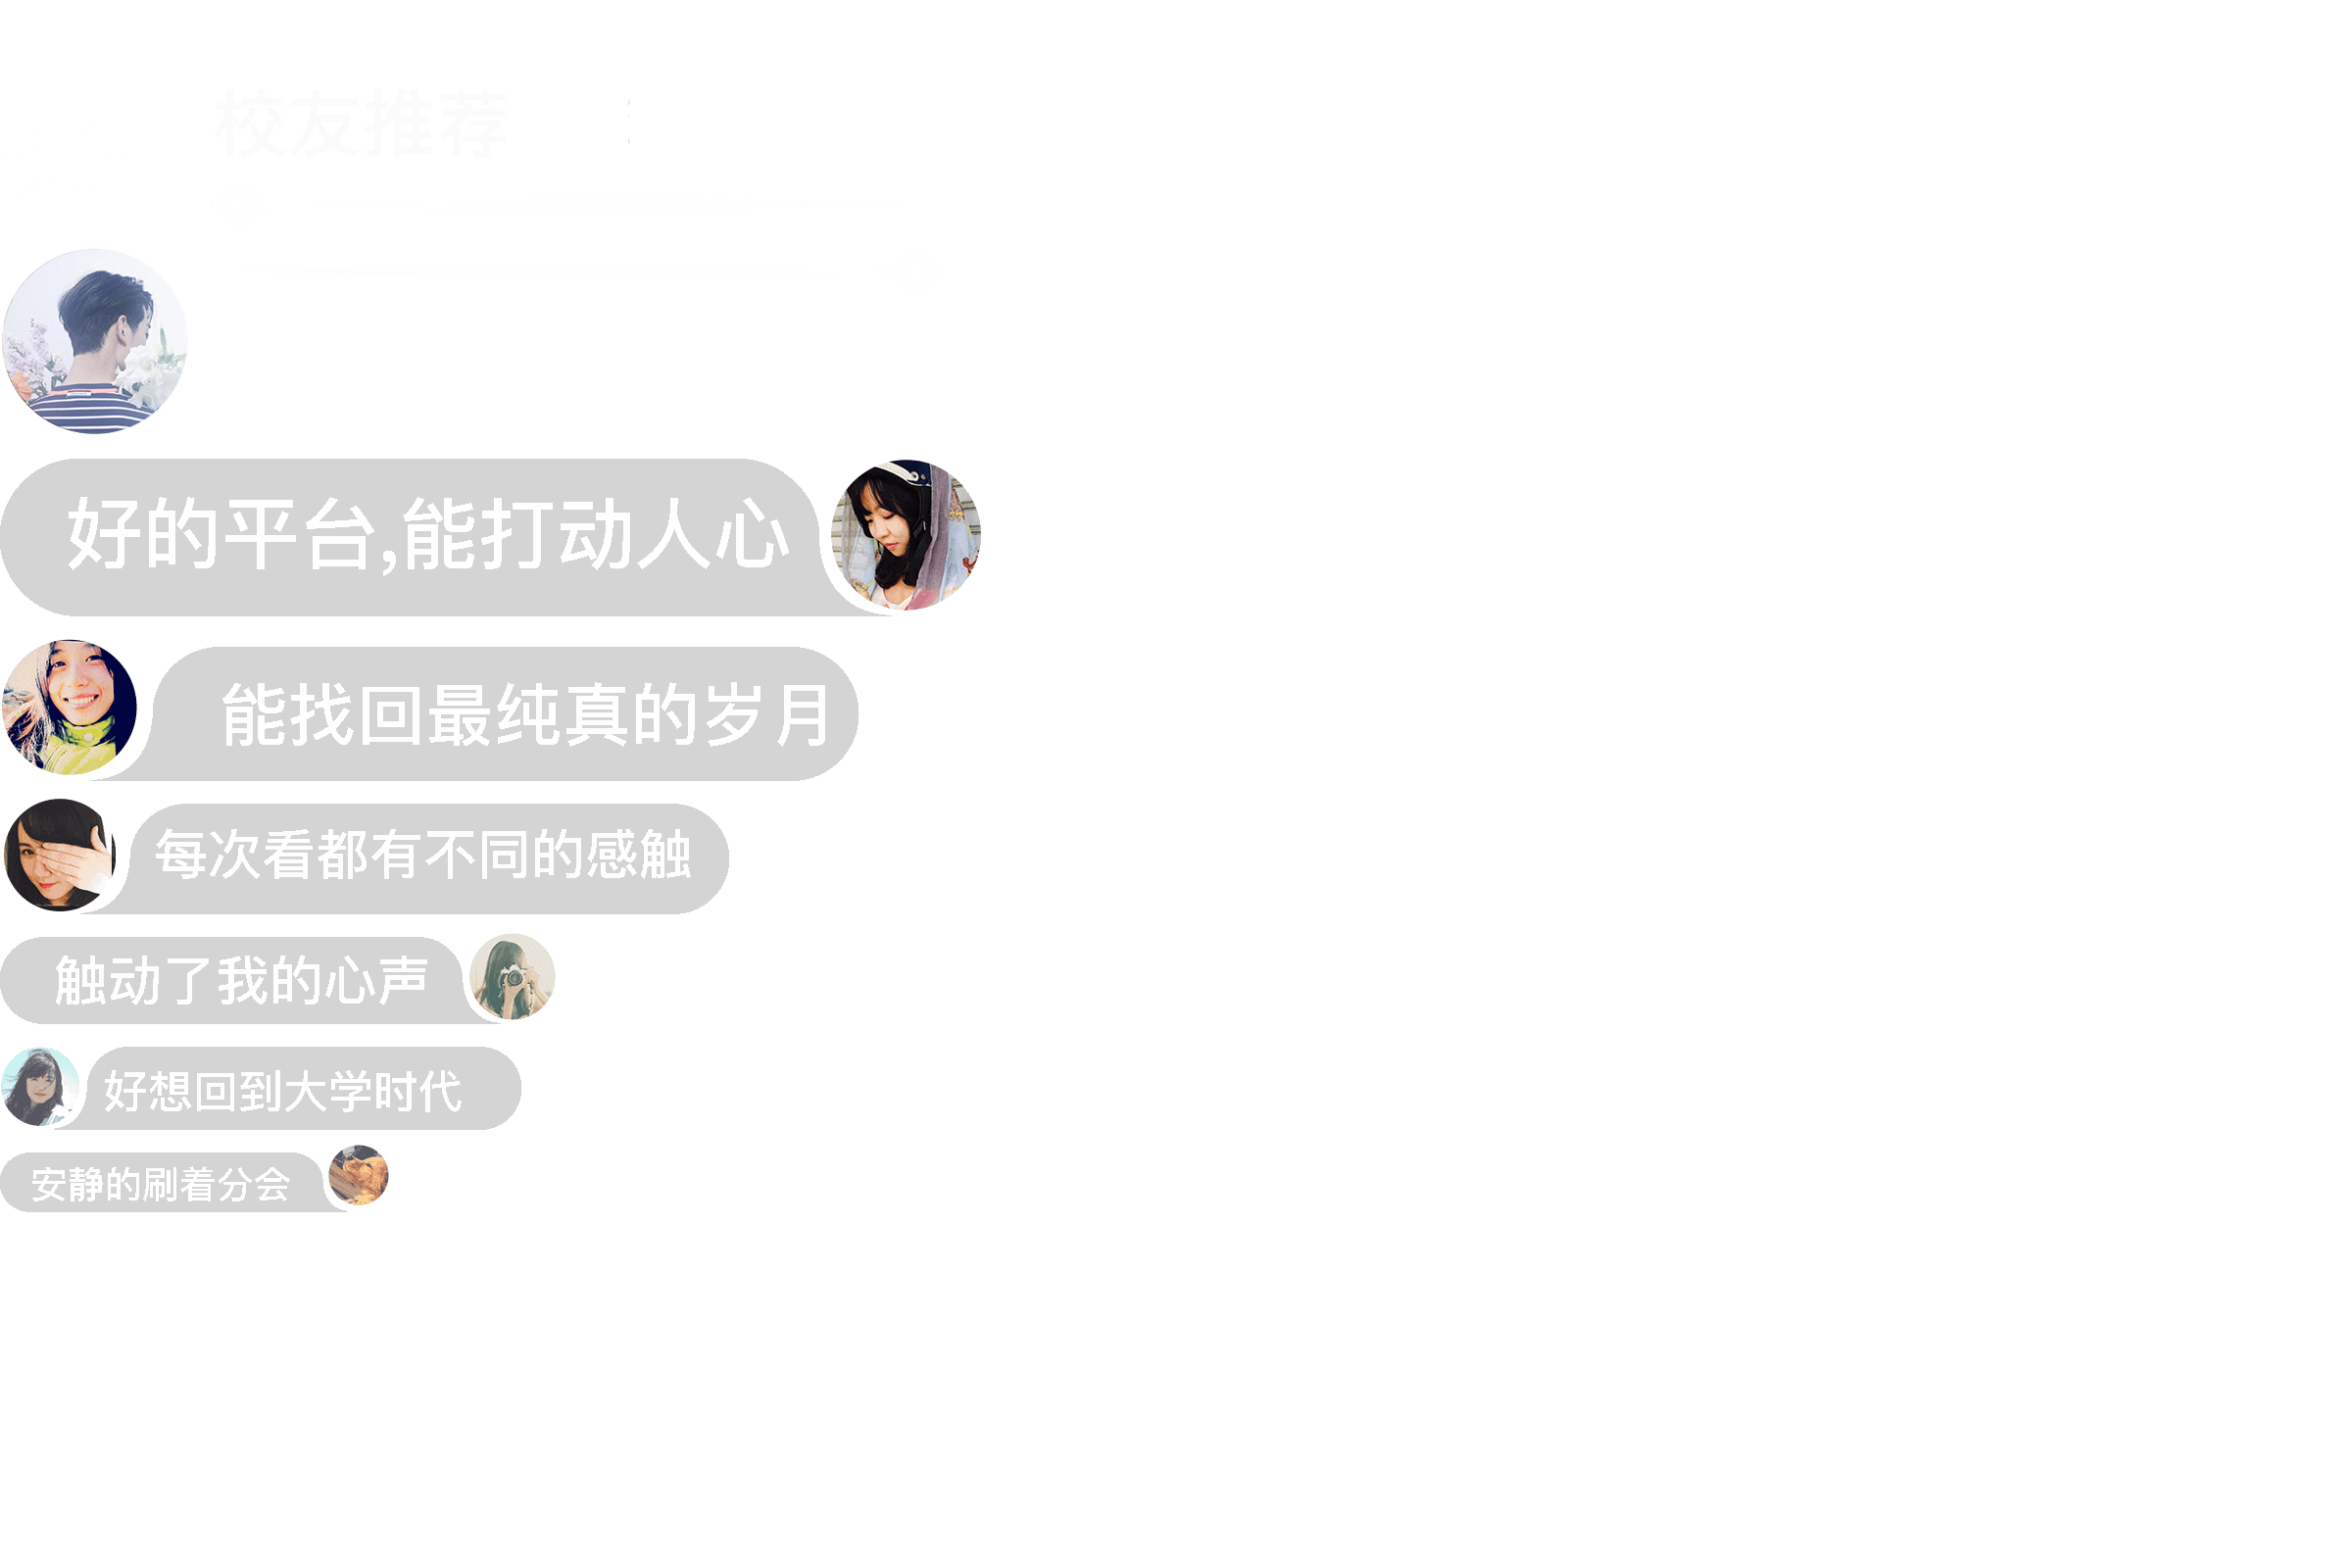 校友推荐
好的平台,能打动人心
能找回最纯真的岁月
每次看都有不同的感触
触动了我的心声
好想回到大学时代
安静的刷着分会